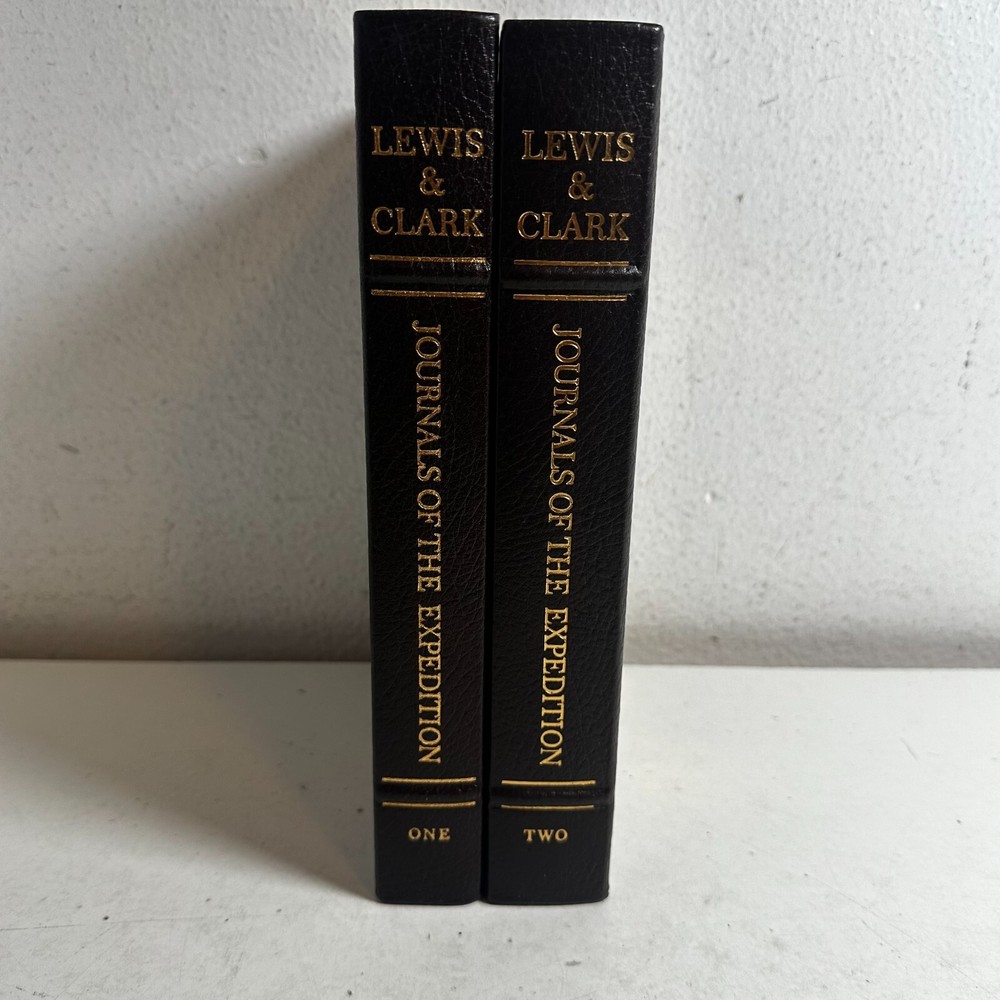 LEWIS
&
CLARK
JOURNALS OF THE EXPEDITION
ONE
LEWIS
&
CLARK
JOURNALS OF THE EXPEDITION
TWO